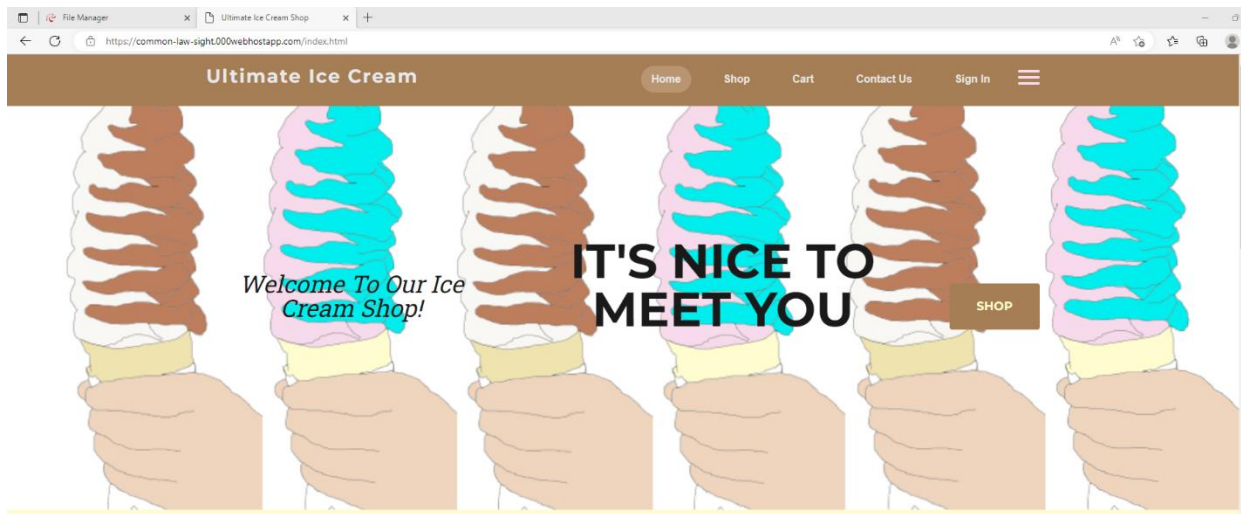 File Manager
Ultimate Ice Cream Shop
https://common-law-sight.000webhostapp.com/index.html
Ultimate Ice Cream
Home
Shop
Cart
Contact Us
Sign In
Welcome To Our Ice
Cream Shop!
IT'S NICE TO
MEET YOU
SHOP